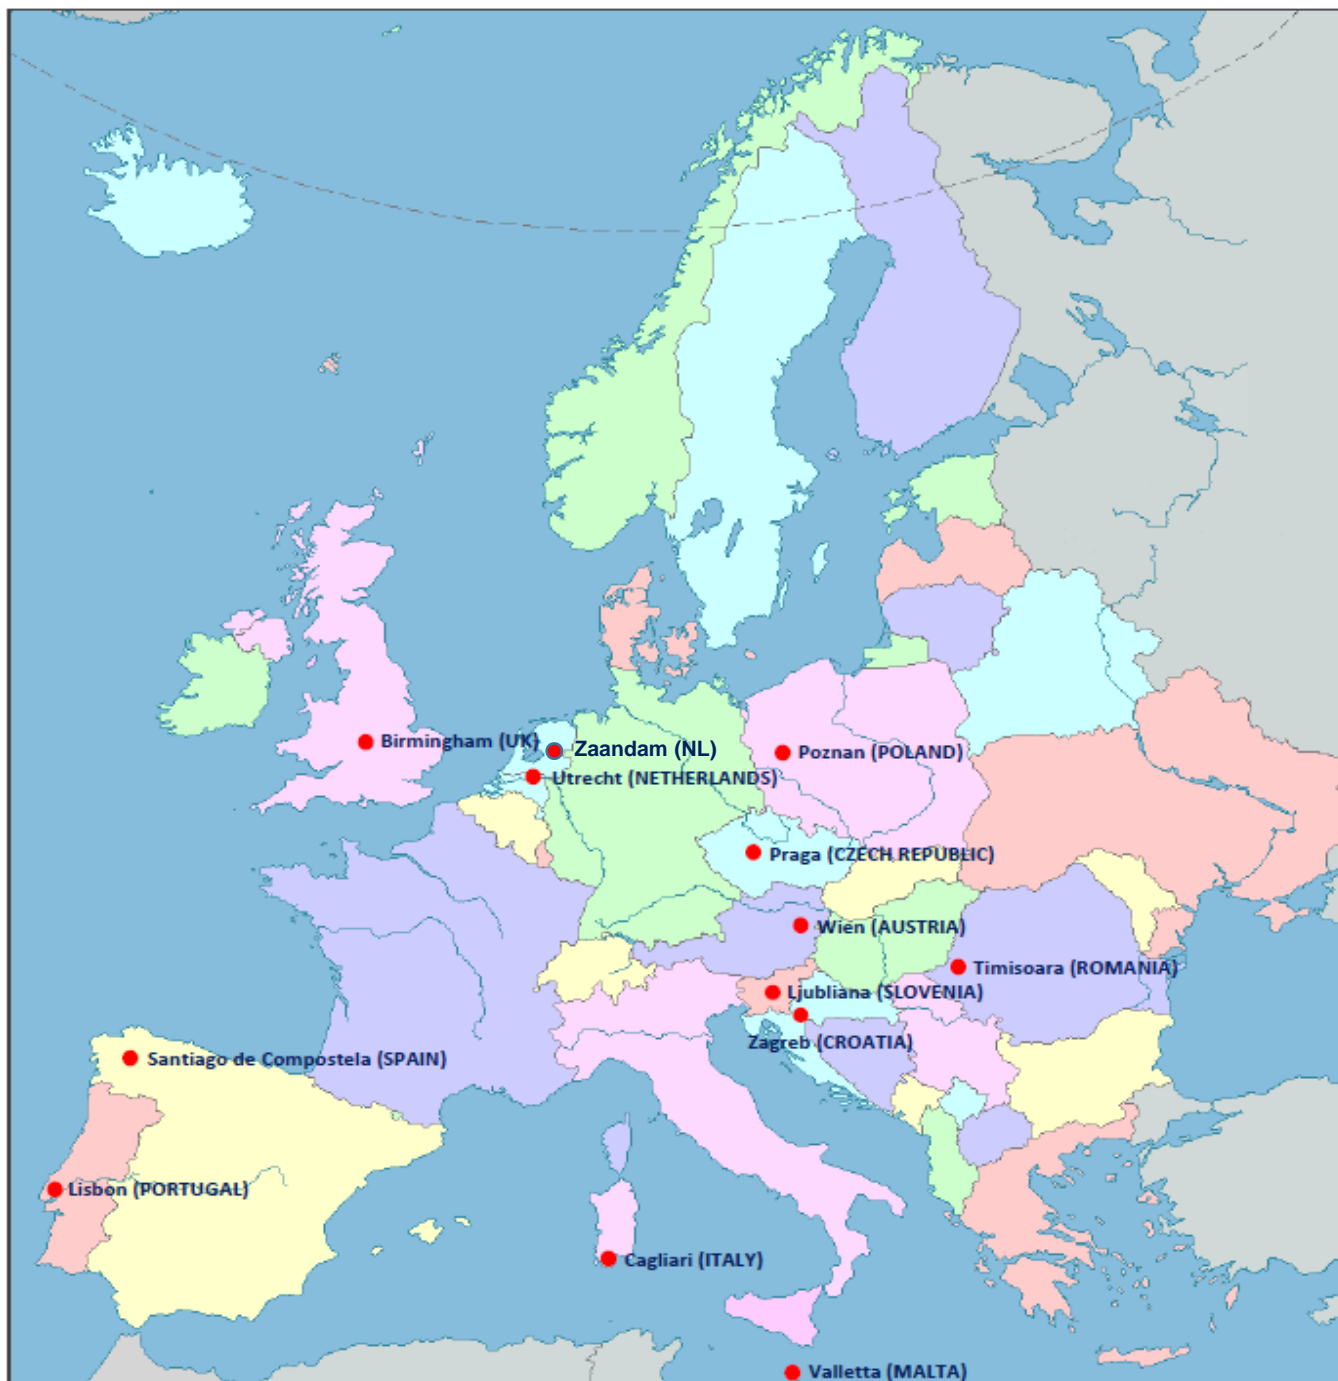 Birmingham (UK)
Zaandam (NL)
Poznan (POLAND)
Utrecht (NETHERLANDS)
Praga (CZECH REPUBLIC)
Wien (AUSTRIA)
Timisoara (ROMANIA)
Ljubliana (SLOVENIA)
Zagreb (CROATIA)
Santiago de Compostela (SPAIN)
Lisbon (PORTUGAL)
Cagliari (ITALY)
Valletta (MALTA)